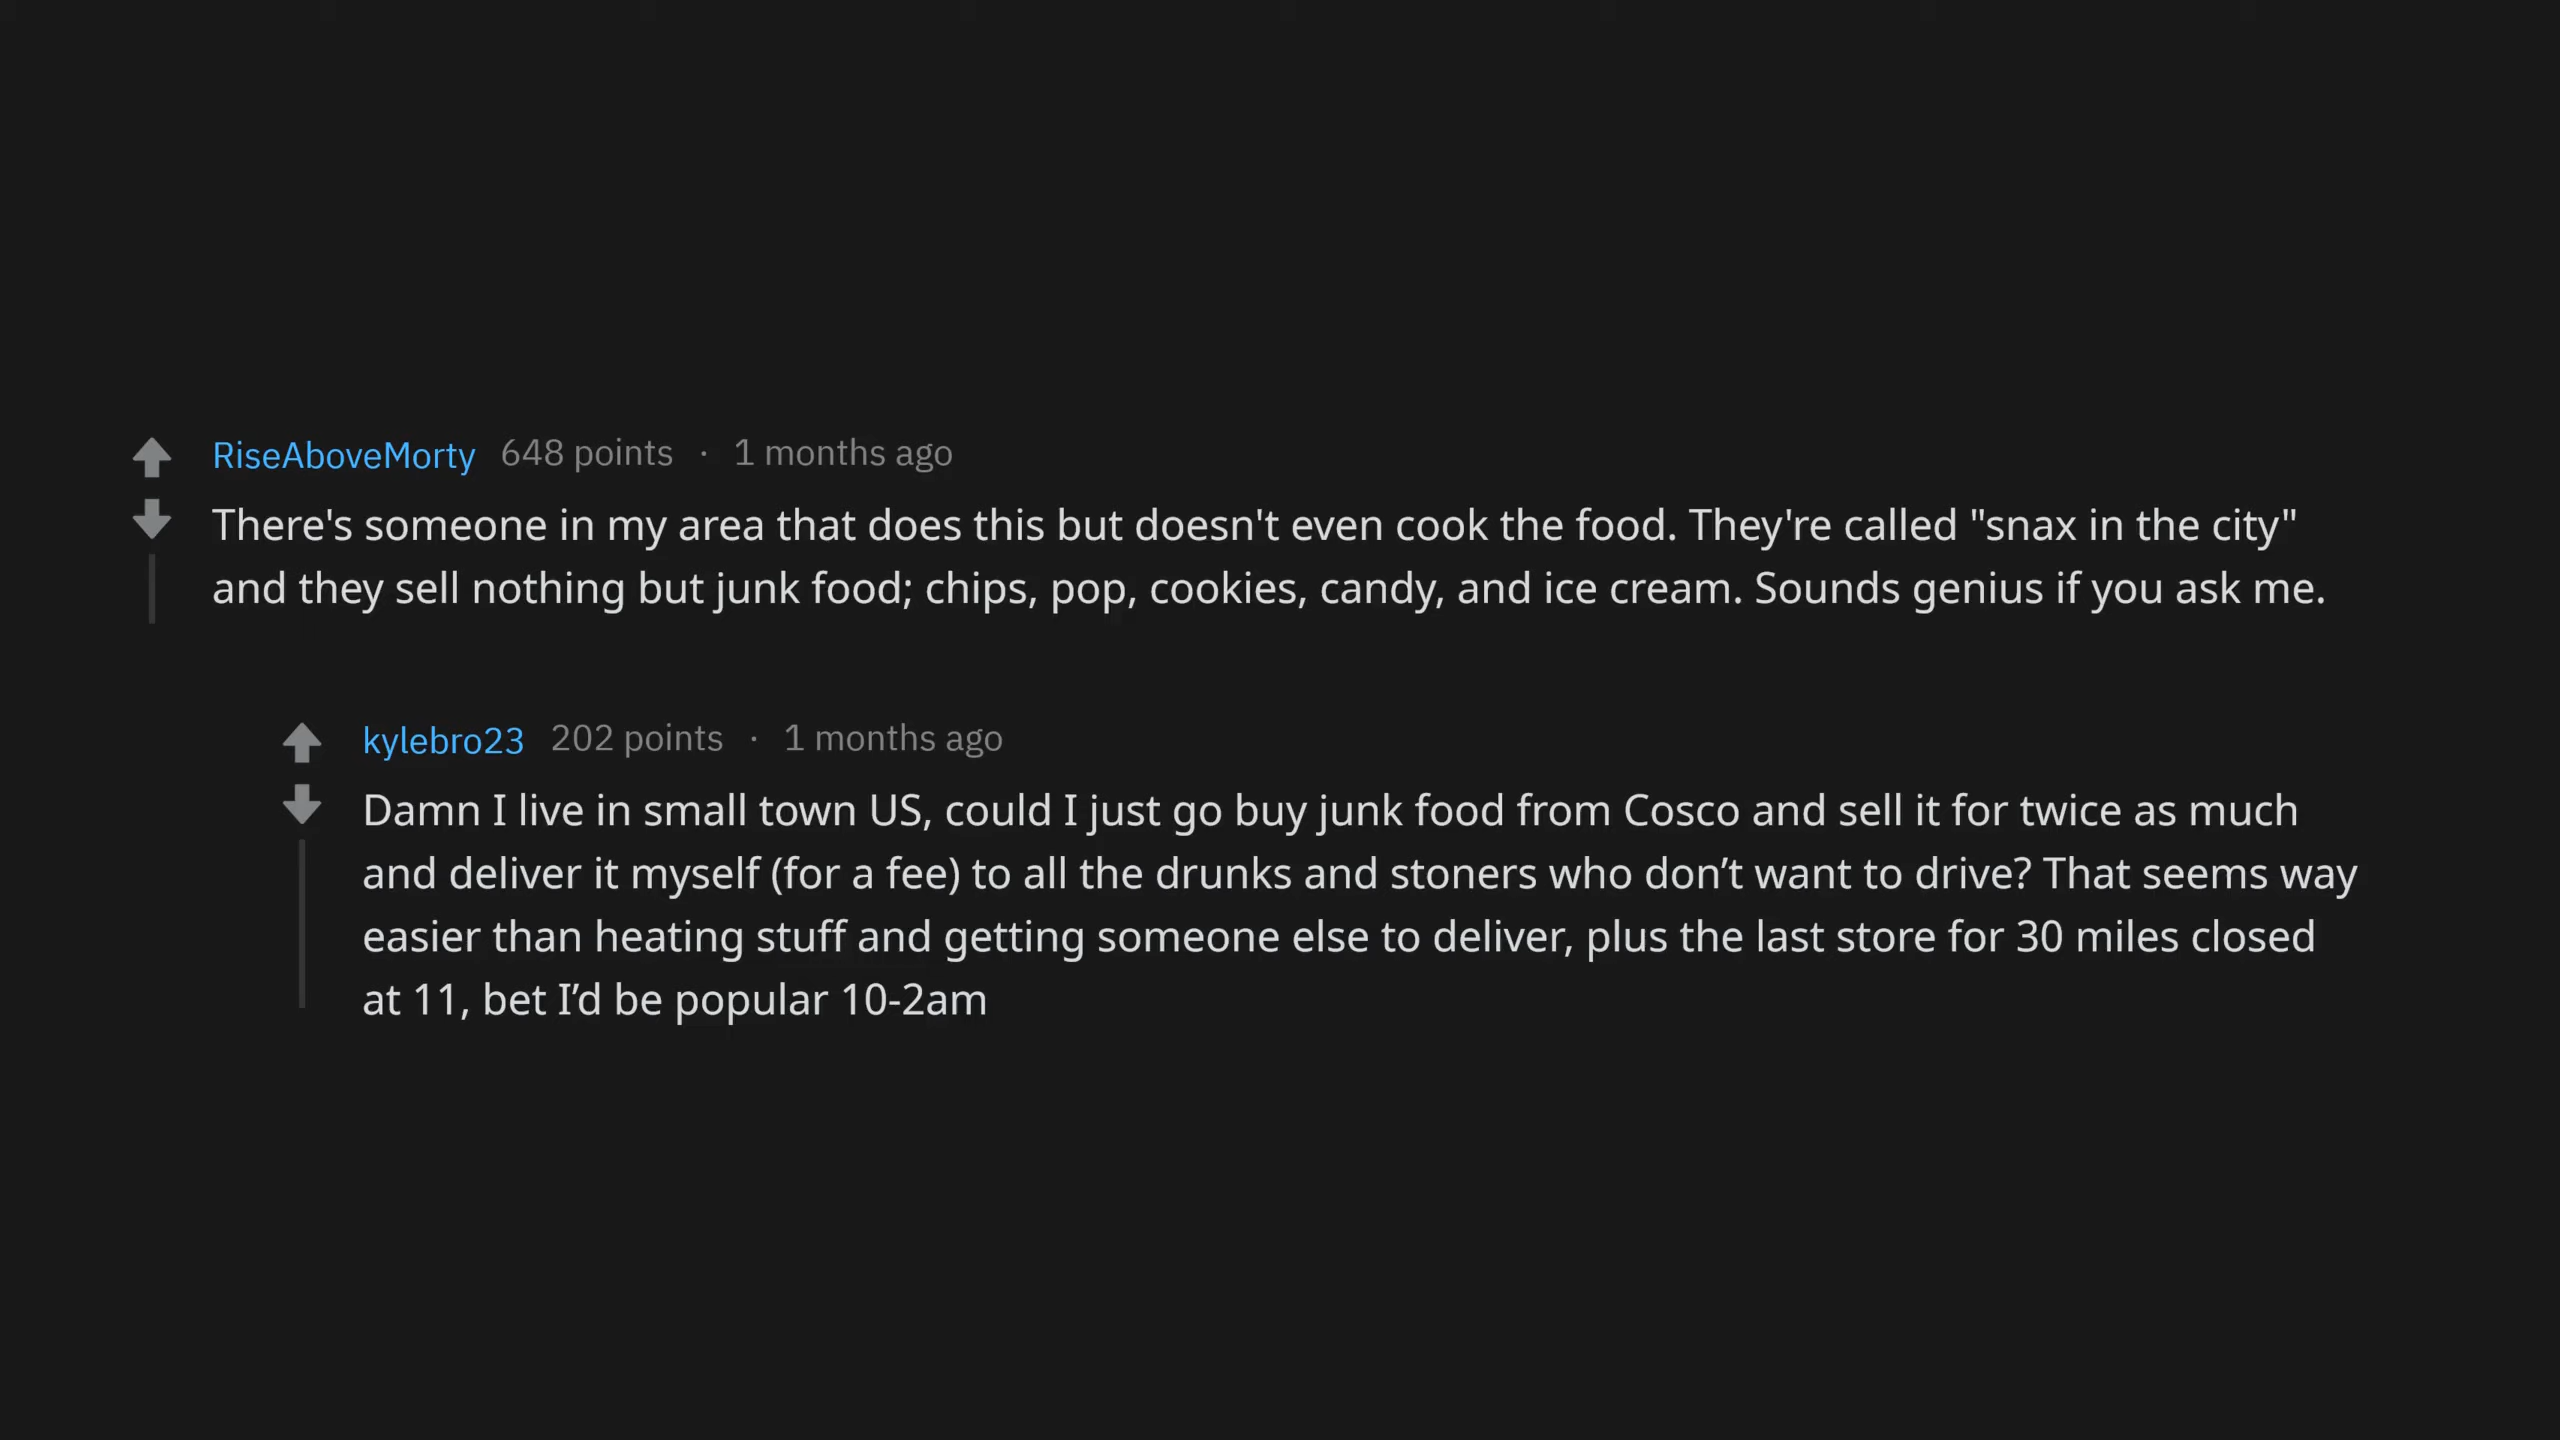 RiseAboveMorty 648 points · 1 months ago
There's someone in my area that does this but doesn't even cook the food. They're called "snax in the city"
and they sell nothing but junk food; chips, pop, cookies, candy, and ice cream. Sounds genius if you ask me.
kylebro23 202 points · 1 months ago
Damn I live in small town US, could I just go buy junk food from Cosco and sell it for twice as much
and deliver it myself (for a fee) to all the drunks and stoners who don’t want to drive? That seems way
easier than heating stuff and getting someone else to deliver, plus the last store for 30 miles closed
at 11, bet I’d be popular 10-2am